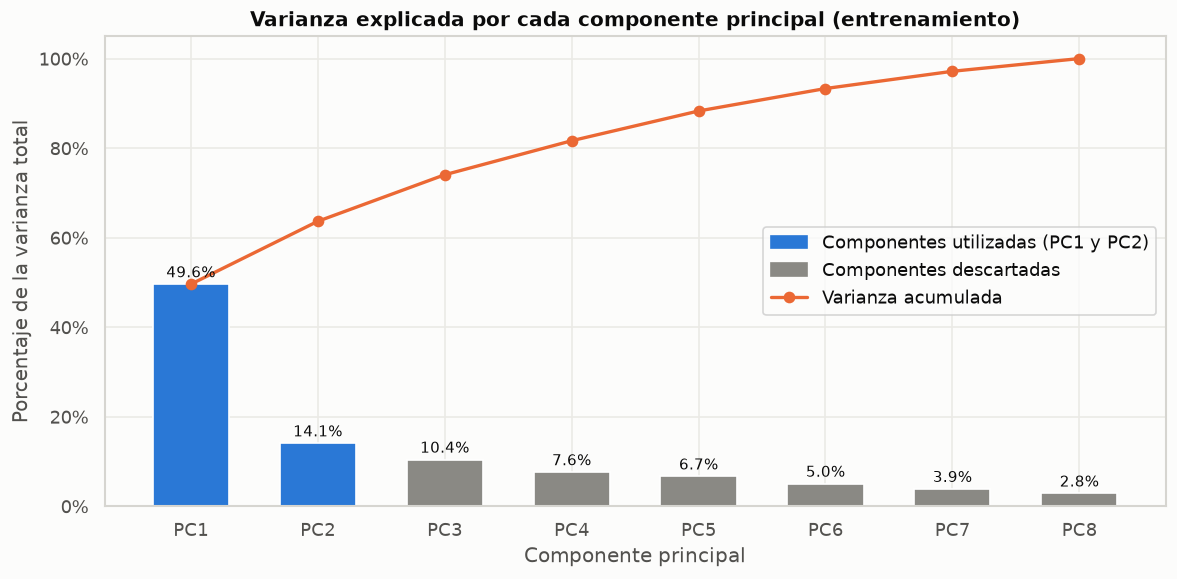 Varianza explicada por cada componente principal (entrenamiento)
Porcentaje de la varianza total
100%
80%
60%
40%
20%
0%
49.6%
14.1%
10.4%
7.6%
6.7%
5.0%
3.9%
2.8%
Componentes utilizadas (PC1 y PC2)
Componentes descartadas
Varianza acumulada
PC1 PC2 PC3 PC4 PC5 PC6 PC7 PC8
Componente principal